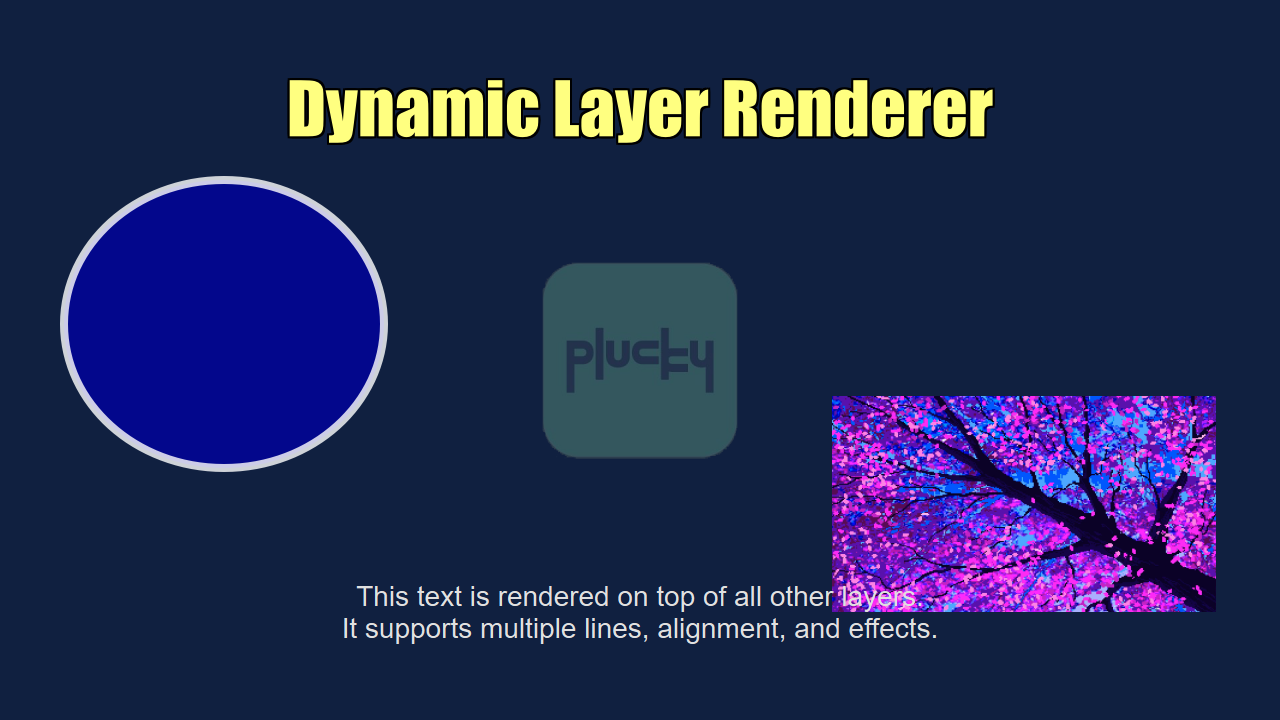 Dynamic Layer Renderer
plucky
This text is rendered on top of all other layers.
It supports multiple lines, alignment, and effects.